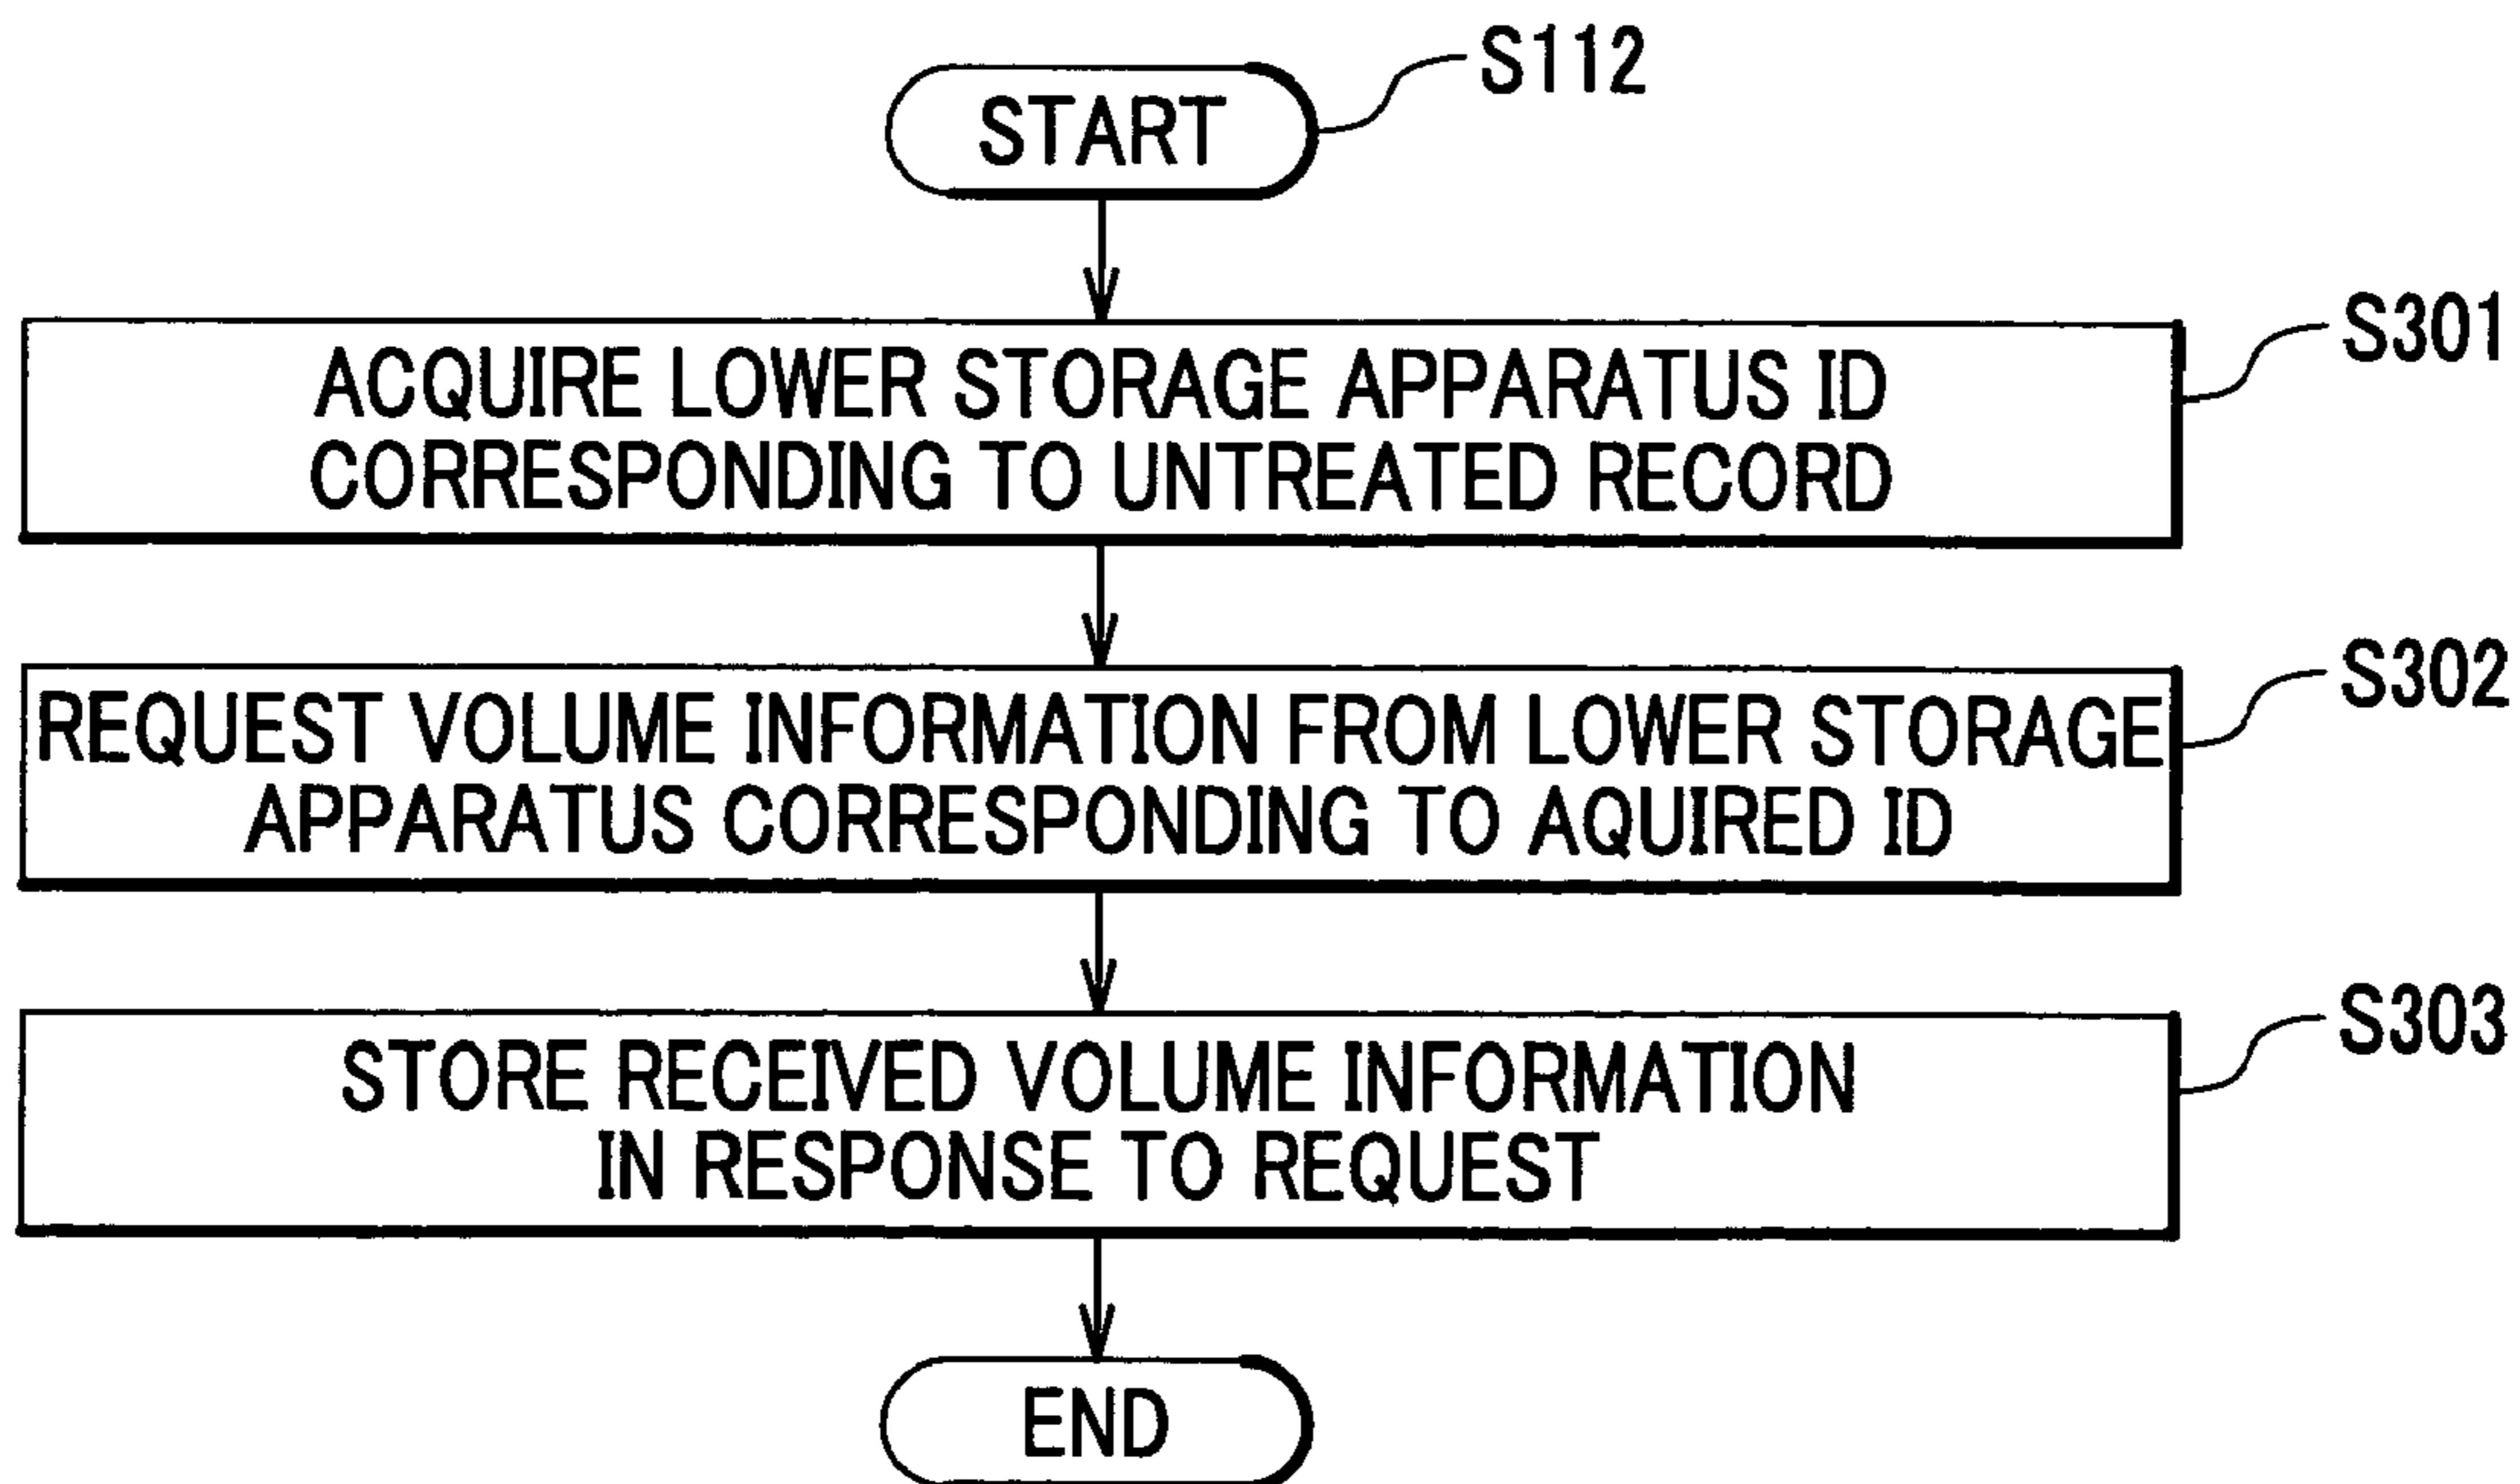 START
S112
ACQUIRE LOWER STORAGE APPARATUS ID
CORRESPONDING TO UNTREATED RECORD
S301
REQUEST VOLUME INFORMATION FROM LOWER STORAGE
APPARATUS CORRESPONDING TO AQUIRED ID
S302
STORE RECEIVED VOLUME INFORMATION
IN RESPONSE TO REQUEST
S303
END